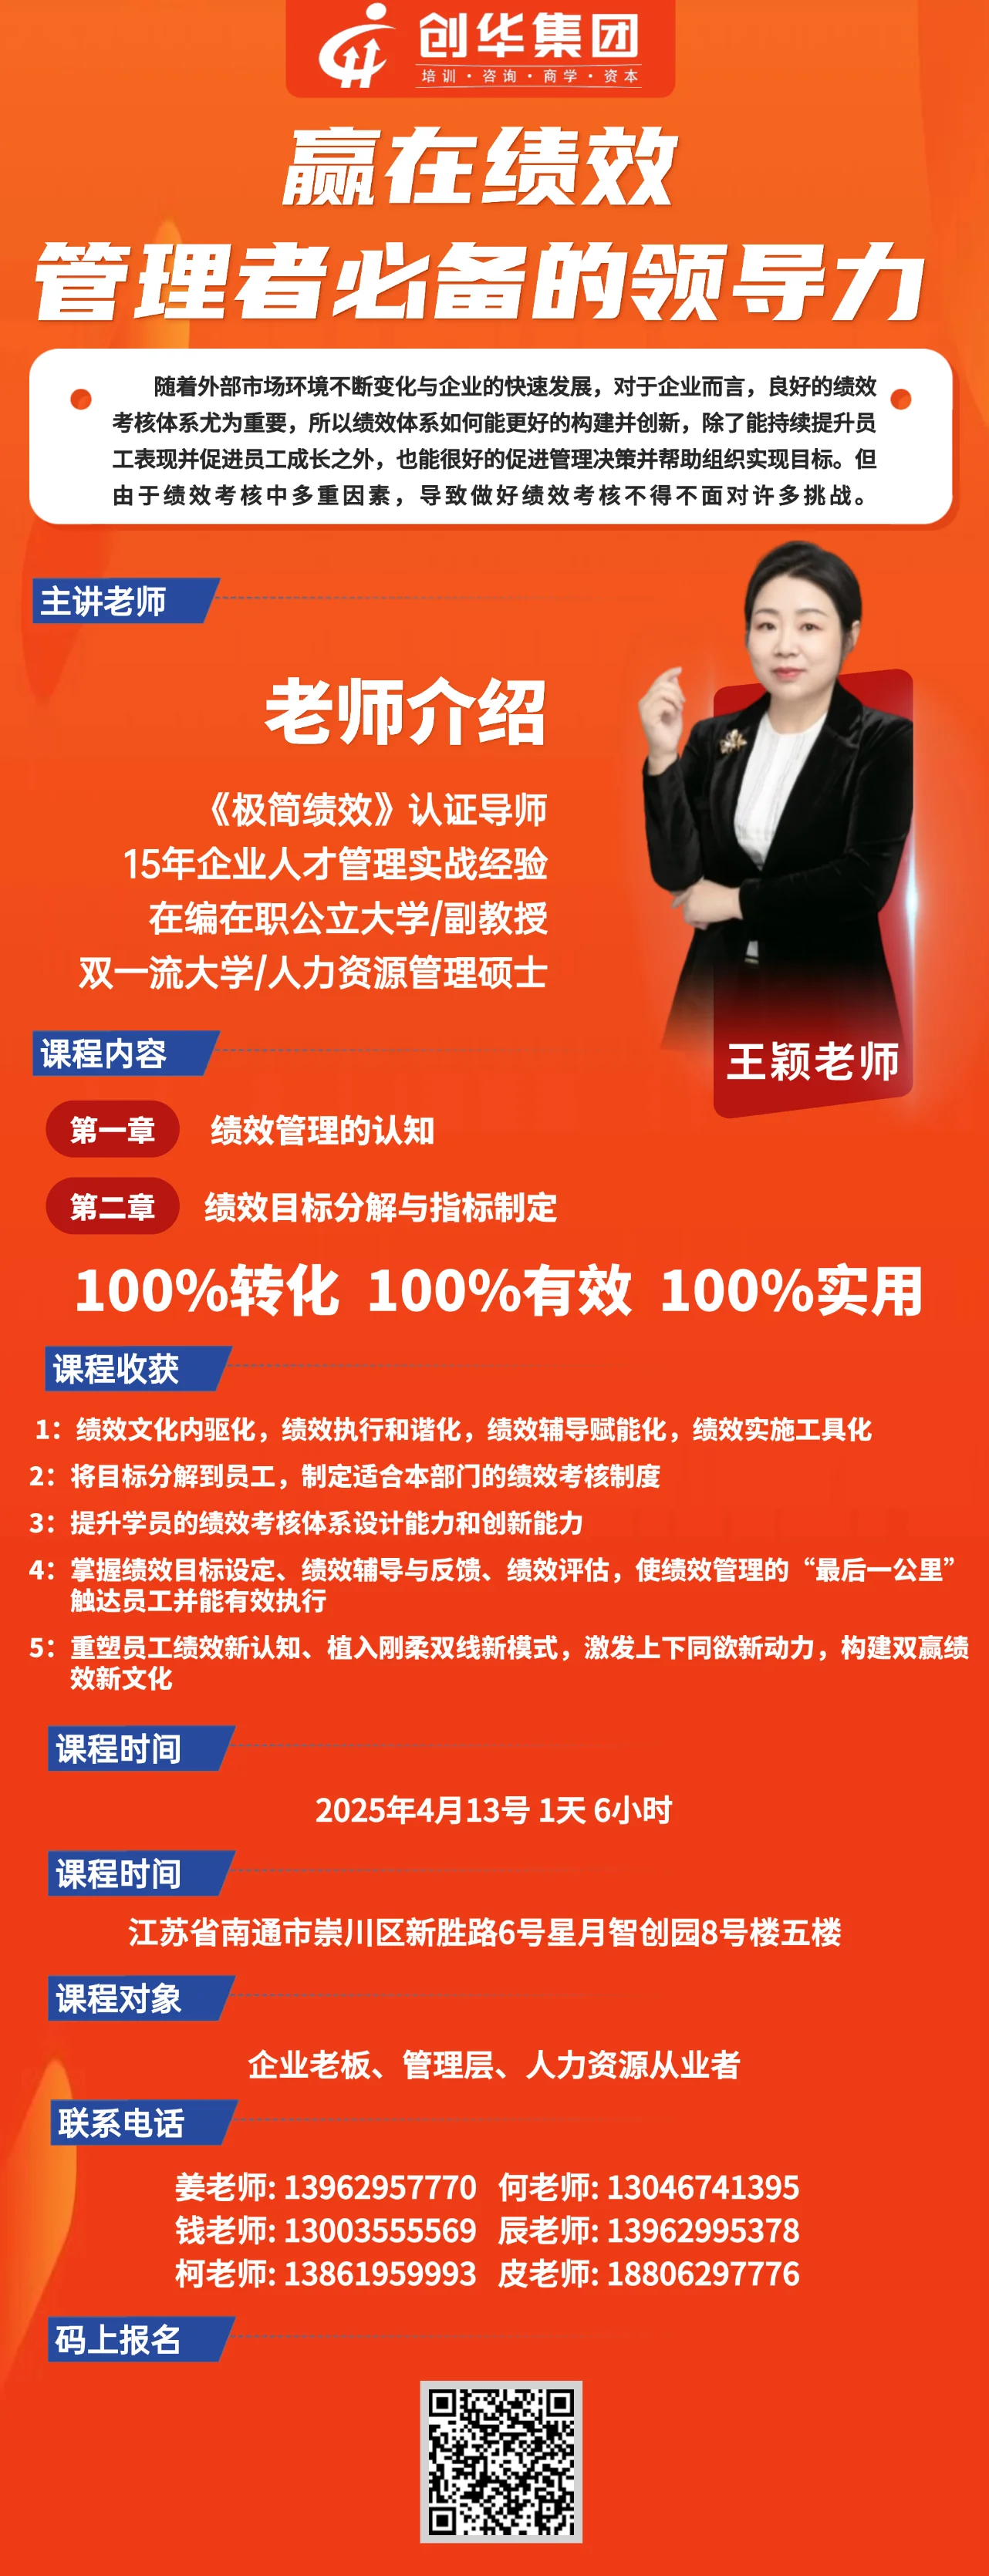 创华集团
培训·咨询·商学·资本
赢在绩效
管理者必备的领导力
随着外部市场环境不断变化与企业的快速发展，对于企业而言，良好的绩效
考核体系尤为重要，所以绩效体系如何能更好的构建并创新，除了能持续提升员
工表现并促进员工成长之外，也能很好的促进管理决策并帮助组织实现目标。但
由于绩效考核中多重因素，导致做好绩效考核不得不面对许多挑战。
主讲老师
老师介绍
《极简绩效》认证导师
15年企业人才管理实战经验
在编在职公立大学/副教授
双一流大学/人力资源管理硕士
王颖老师
课程内容
第一章 绩效管理的认知
第二章 绩效目标分解与指标制定
100%转化 100%有效 100%实用
课程收获
1：绩效文化内驱化，绩效执行和谐化，绩效辅导赋能化，绩效实施工具化
2：将目标分解到员工，制定适合本部门的绩效考核制度
3：提升学员的绩效考核体系设计能力和创新能力
4：掌握绩效目标设定、绩效辅导与反馈、绩效评估，使绩效管理的“最后一公里”
触达员工并能有效执行
5：重塑员工绩效新认知、植入刚柔双线新模式，激发上下同欲新动力，构建双赢绩
效新文化
课程时间
2025年4月13号 1天 6小时
课程时间
江苏省南通市崇川区新胜路6号星月智创园8号楼五楼
课程对象
企业老板、管理层、人力资源从业者
联系电话
姜老师: 13962957770 何老师: 13046741395
钱老师: 13003555569 辰老师: 13962995378
柯老师: 13861959993 皮老师: 18806297776
码上报名